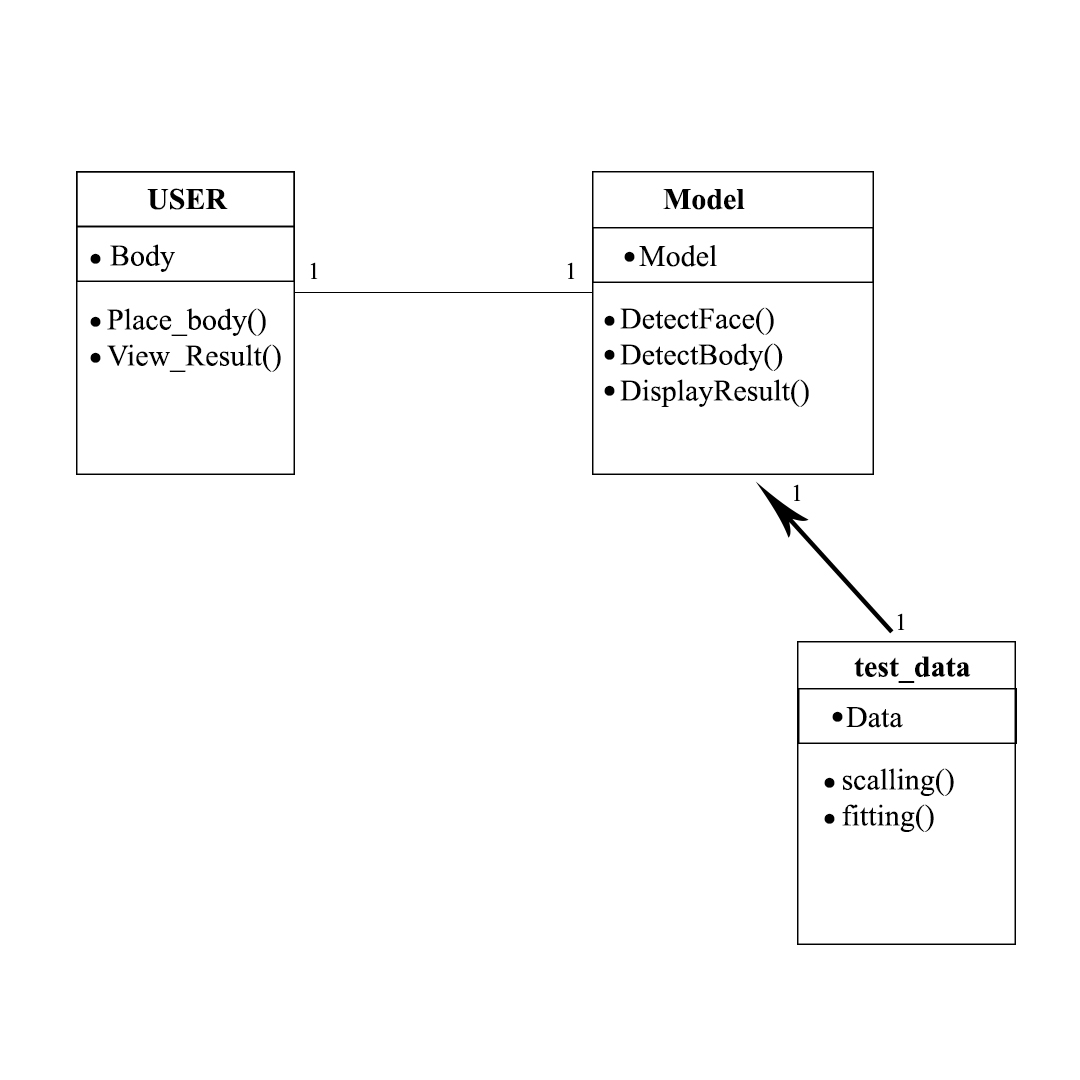 USER
• Body
• Place_body()
• View_Result()
1
1
Model
• Model
• DetectFace()
• DetectBody()
• DisplayResult()
1
1
test_data
• Data
• scalling()
• fitting()